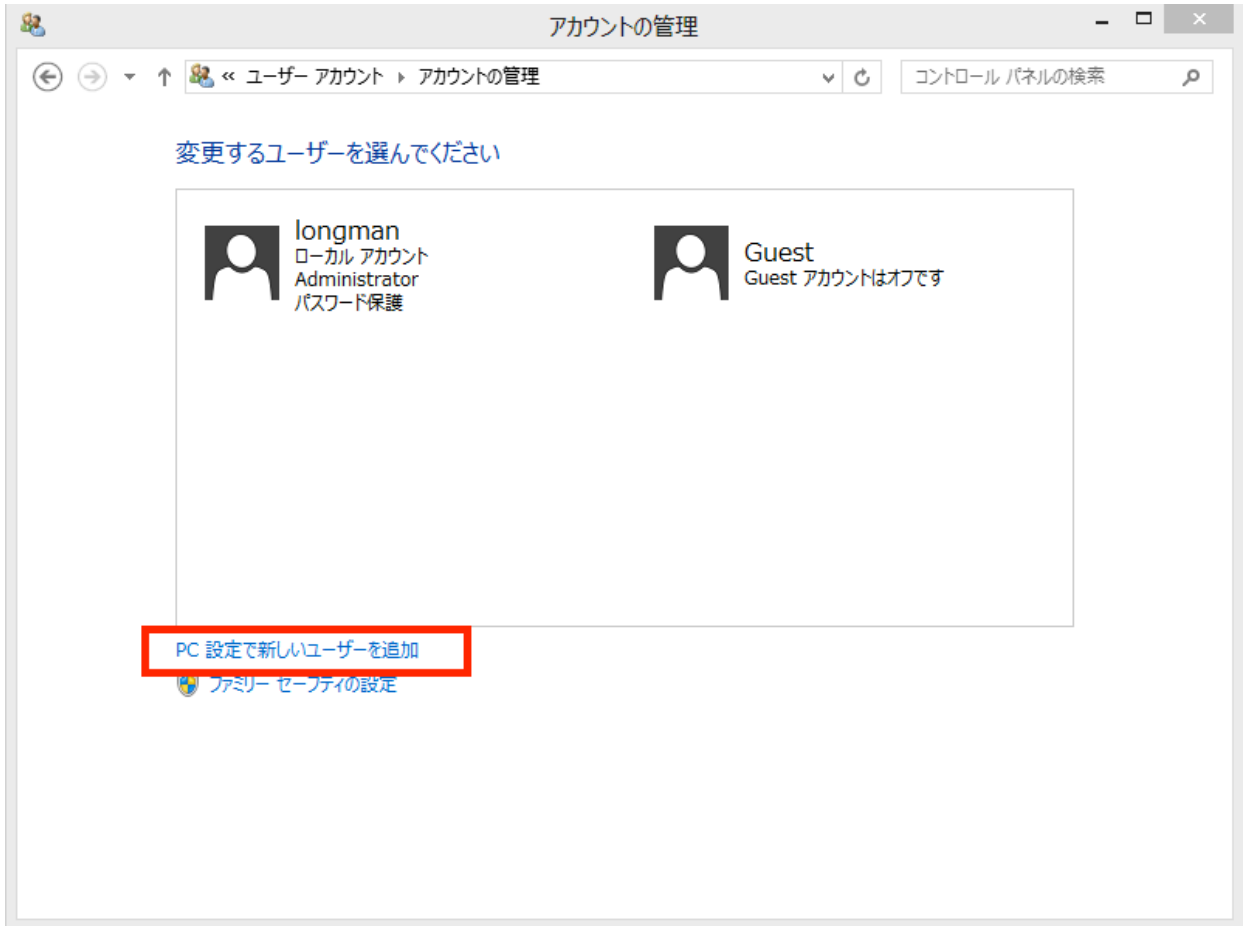 アカウントの管理
« ユーザー アカウント ▸ アカウントの管理
コントロール パネルの検索
変更するユーザーを選んでください
longman
ローカル アカウント
Administrator
パスワード保護
Guest
Guest アカウントはオフです
PC 設定で新しいユーザーを追加
ファミリー セーフティの設定